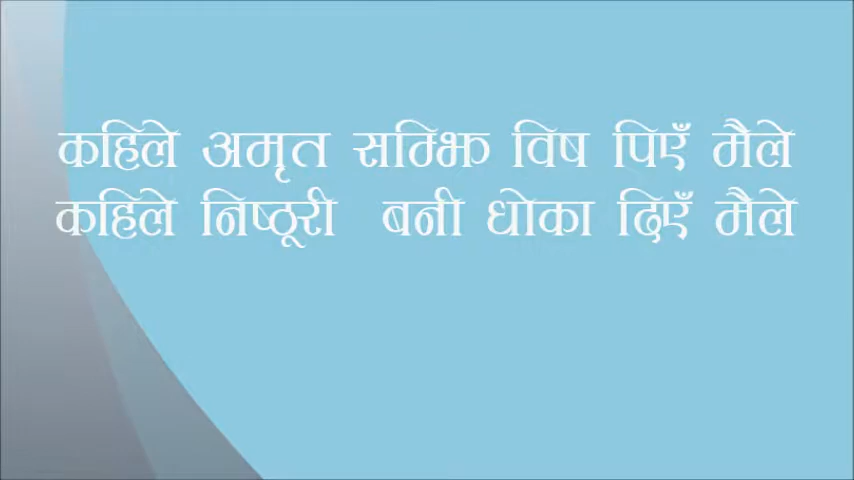 कहिले अमृत सम्झि विष पिएँ मैले
कहिले निष्ठूरी बनी धोका दिएँ मैले